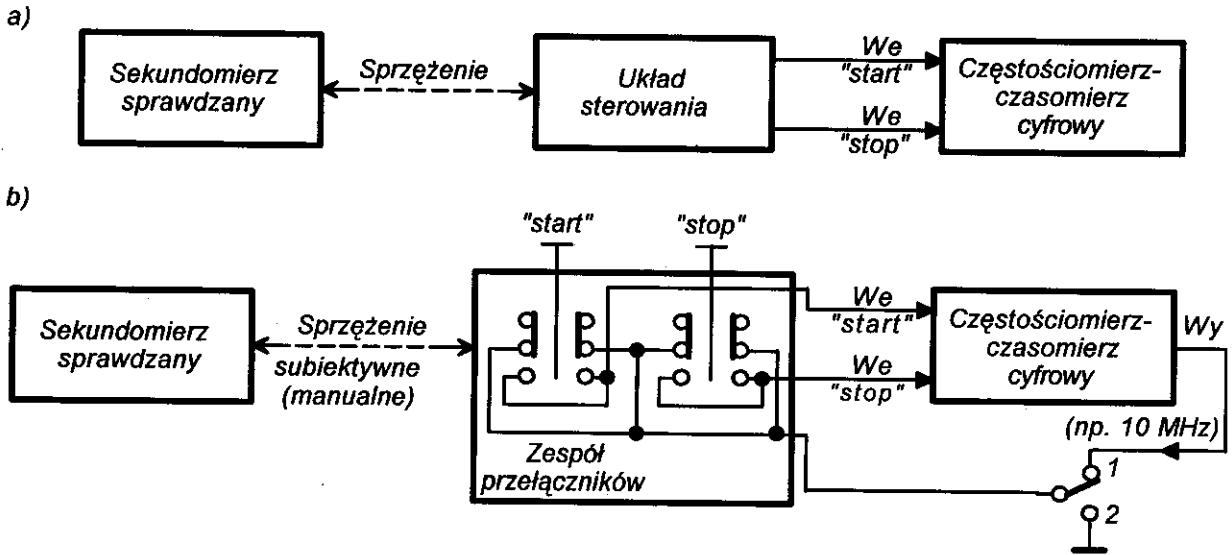 a)
Sekundomierz
sprawdzany
Sprzężenie
Układ
sterowania
We
"start"
We
"stop"
Częstościomierz-
czasomierz
cyfrowy
b)
"start"
"stop"
Sekundomierz
sprawdzany
Sprzężenie
subiektywne
(manualne)
Zespół
przełączników
We
"start"
We
"stop"
Częstościomierz-
czasomierz
cyfrowy
Wy
(np. 10 MHz)
1
2